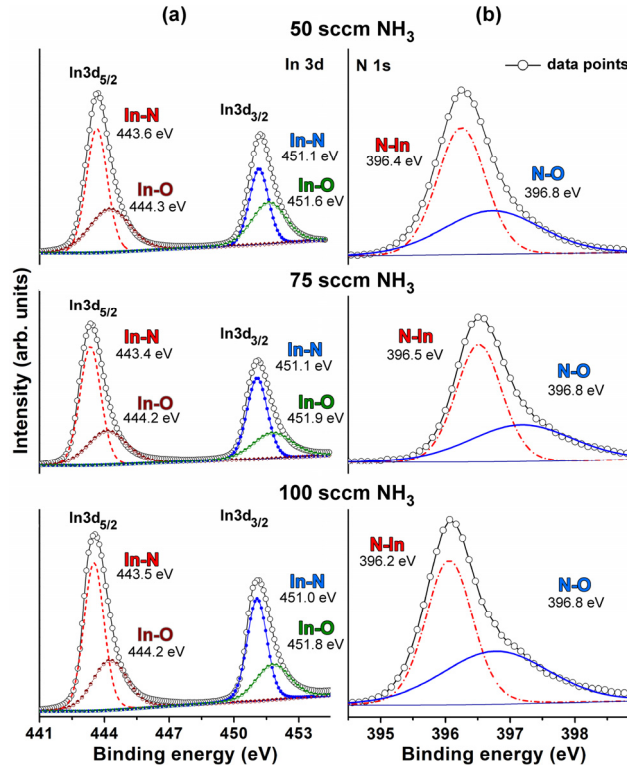 (a)
(b)
50 sccm NH3
In 3d
In3d5/2
In-N
443.6 eV
In-O
444.3 eV
In3d3/2
In-N
451.1 eV
In-O
451.6 eV
N 1s
data points
N-In
396.4 eV
N-O
396.8 eV
75 sccm NH3
In3d5/2
In-N
443.4 eV
In-O
444.2 eV
In3d3/2
In-N
451.1 eV
In-O
451.9 eV
N-In
396.5 eV
N-O
396.8 eV
100 sccm NH3
In3d5/2
In-N
443.5 eV
In-O
444.2 eV
In3d3/2
In-N
451.0 eV
In-O
451.8 eV
N-In
396.2 eV
N-O
396.8 eV
Intensity (arb. units)
441 444 447 450 453
395 396 397 398
Binding energy (eV)
Binding energy (eV)